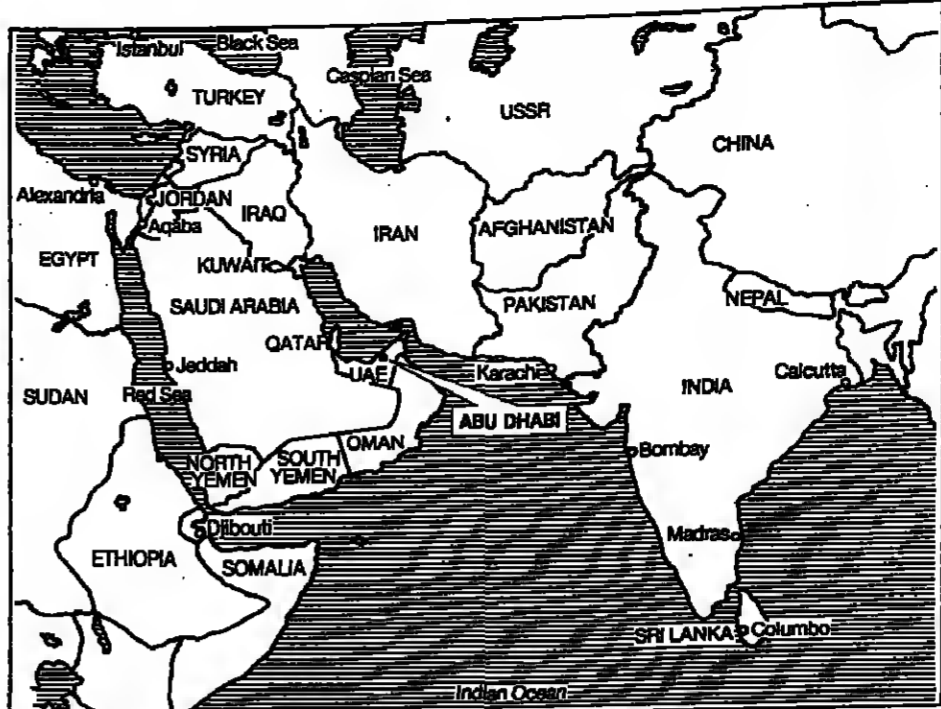 Istanbul
Black Sea
Caspian Sea
TURKEY
USSR
CHINA
SYRIA
Alexandria
JORDAN
IRAQ
Aqaba
IRAN
AFGHANISTAN
EGYPT
KUWAIT
SAUDI ARABIA
PAKISTAN
NEPAL
QATAR
Jeddah
UAE
Karachi
INDIA
Calcutta
SUDAN
Red Sea
ABU DHABI
OMAN
NORTH
YEMEN
SOUTH
YEMEN
Bombay
Djibouti
Madras
ETHIOPIA
SOMALIA
SRI LANKA
Columbo
Indian Ocean